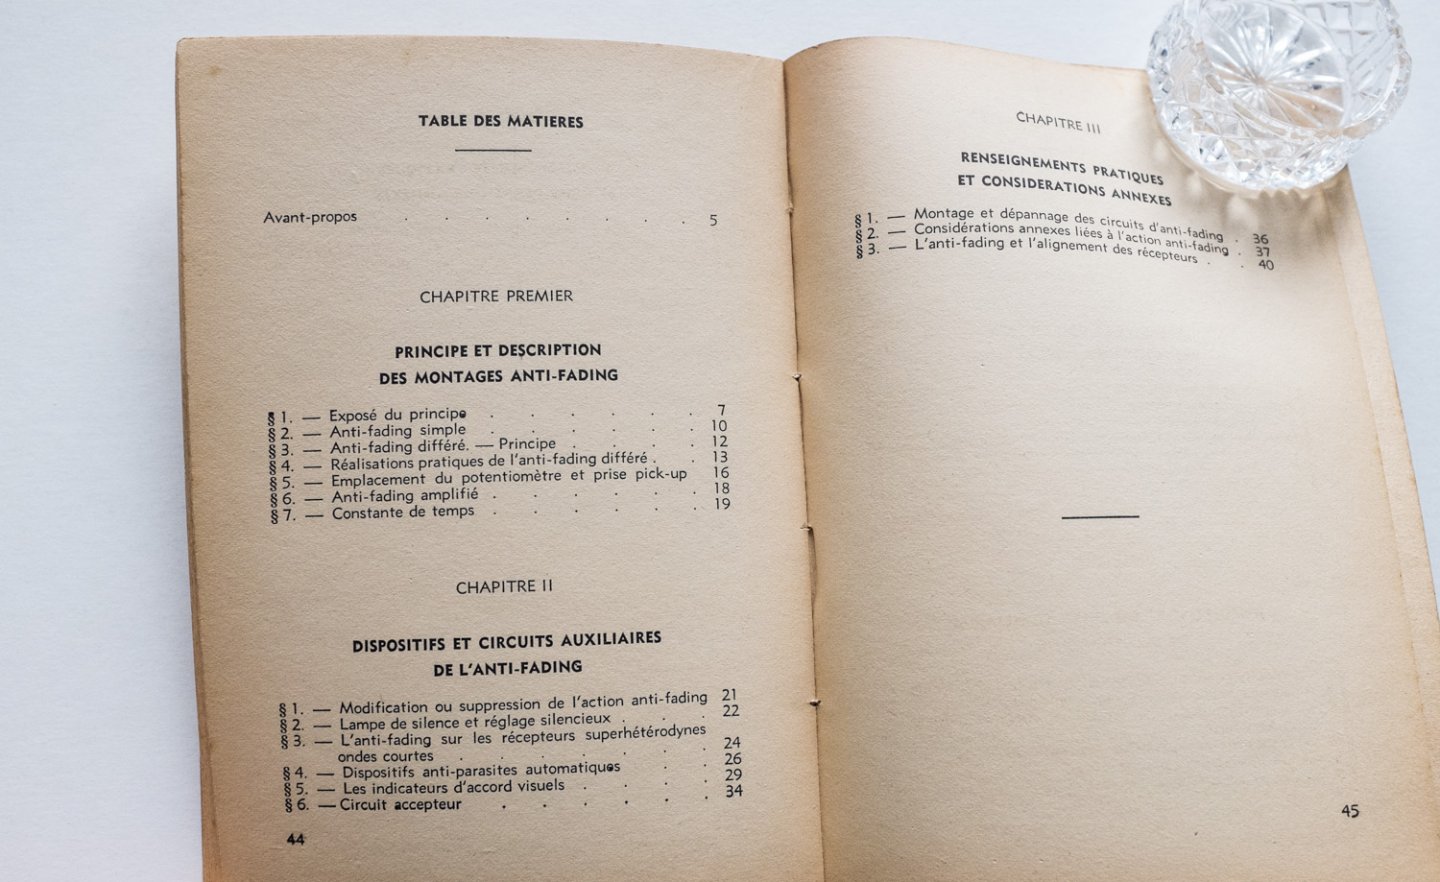 TABLE DES MATIERES
Avant-propos . . . . . . . . 5
CHAPITRE PREMIER
PRINCIPE ET DESCRIPTION
DES MONTAGES ANTI-FADING
§ 1. — Exposé du principe . . . . . . 7
§ 2. — Anti-fading simple . . . . . . 10
§ 3. — Anti-fading différé. — Principe . . . . 12
§ 4. — Réalisations pratiques de l'anti-fading différé . . 13
§ 5. — Emplacement du potentiomètre et prise pick-up 16
§ 6. — Anti-fading amplifié . . . . . . 18
§ 7. — Constante de temps . . . . . . 19
CHAPITRE II
DISPOSITIFS ET CIRCUITS AUXILIAIRES
DE L'ANTI-FADING
§ 1. — Modification ou suppression de l'action anti-fading 21
§ 2. — Lampe de silence et réglage silencieux . . . 22
§ 3. — L'anti-fading sur les récepteurs superhétérodynes
ondes courtes . . . . . . . 24
§ 4. — Dispositifs anti-parasites automatiques . . 26
§ 5. — Les indicateurs d'accord visuels . . . . 29
§ 6. — Circuit accepteur . . . . . . 34
44
CHAPITRE III
RENSEIGNEMENTS PRATIQUES
ET CONSIDERATIONS ANNEXES
§ 1. — Montage et dépannage des circuits d'anti-fading . 36
§ 2. — Considérations annexes liées à l'action anti-fading . 37
§ 3. — L'anti-fading et l'alignement des récepteurs . . 40
45